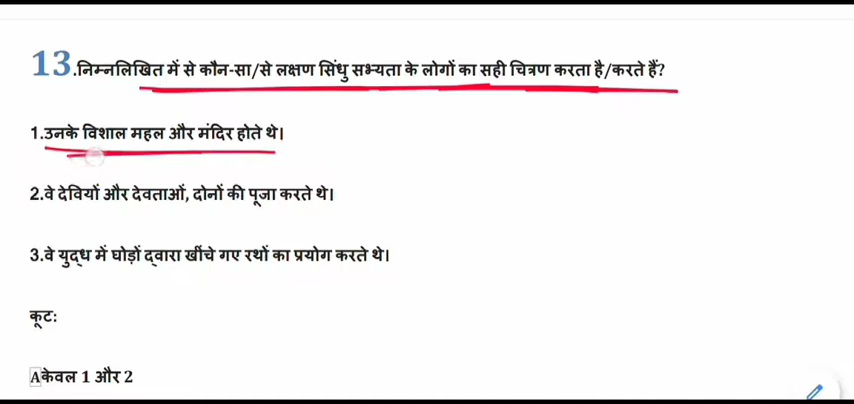 13.निम्नलिखित में से कौन-सा/से लक्षण सिंधु सभ्यता के लोगों का सही चित्रण करता है/करते हैं?
1.उनके विशाल महल और मंदिर होते थे।
2.वे देवियों और देवताओं, दोनों की पूजा करते थे।
3.वे युद्ध में घोड़ों द्वारा खींचे गए रथों का प्रयोग करते थे।
कूट:
Aकेवल 1 और 2